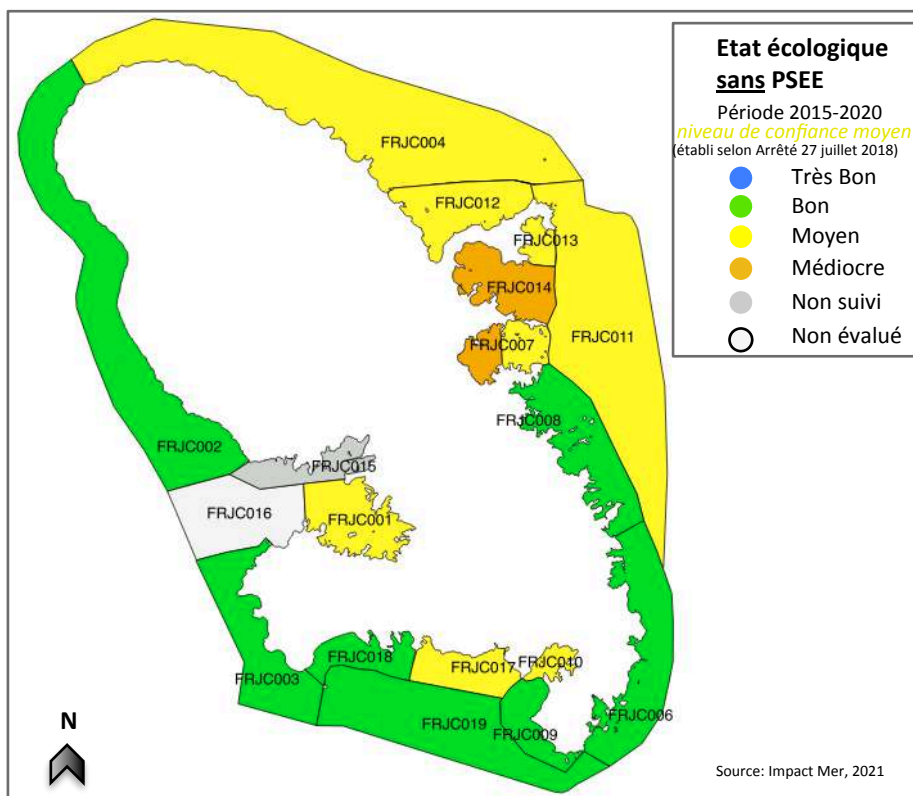 Etat écologique
sans PSEE
Période 2015-2020
niveau de confiance moyen
(établi selon Arrêté 27 juillet 2018)
Très Bon
Bon
Moyen
Médiocre
Non suivi
Non évalué
FRJC004
FRJC012
FRJC013
FRJC014
FRJC011
FRJC007
FRJC008
FRJC002
FRJC015
FRJC016
FRJC001
FRJC018
FRJC017
FRJC010
FRJC003
FRJC019
FRJC009
FRJC006
N
Source: Impact Mer, 2021